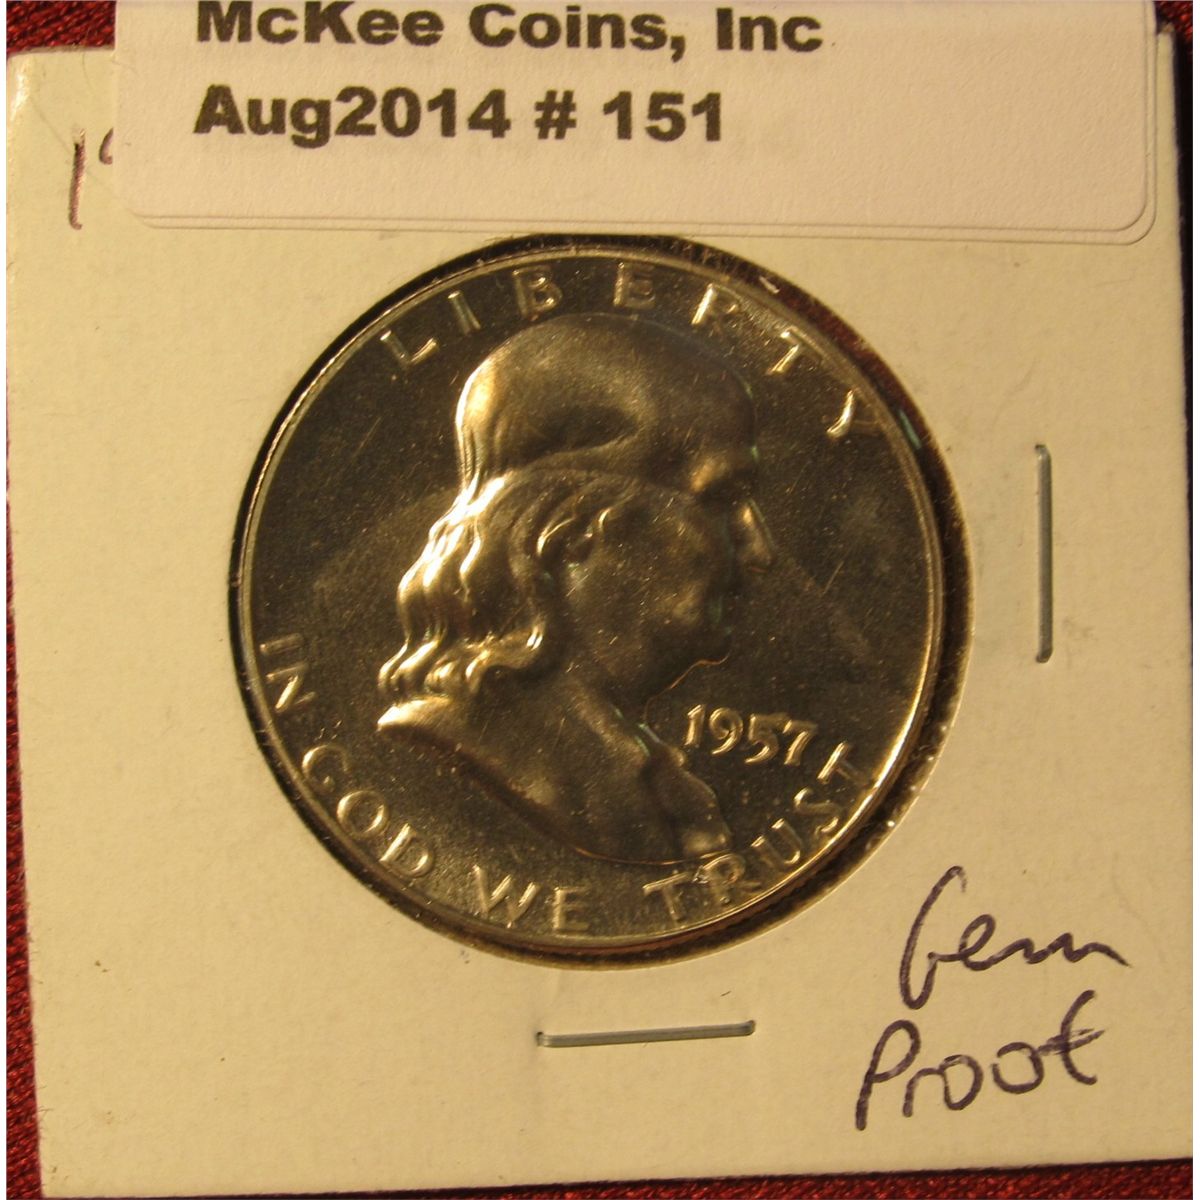 McKee Coins, Inc
Aug2014 # 151
LIBERTY
1957
IN GOD WE TRUST
Gem
Proof